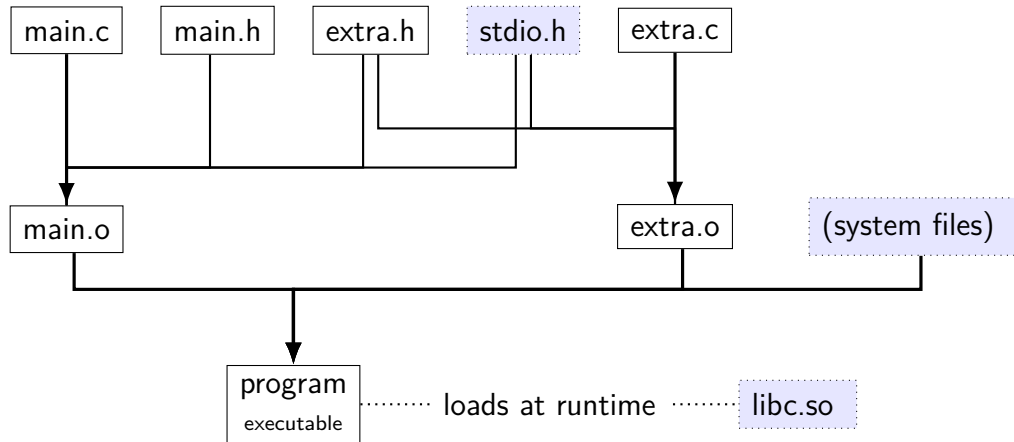 main.c
main.h
extra.h
stdio.h
extra.c
main.o
extra.o
(system files)
program
executable
loads at runtime
libc.so